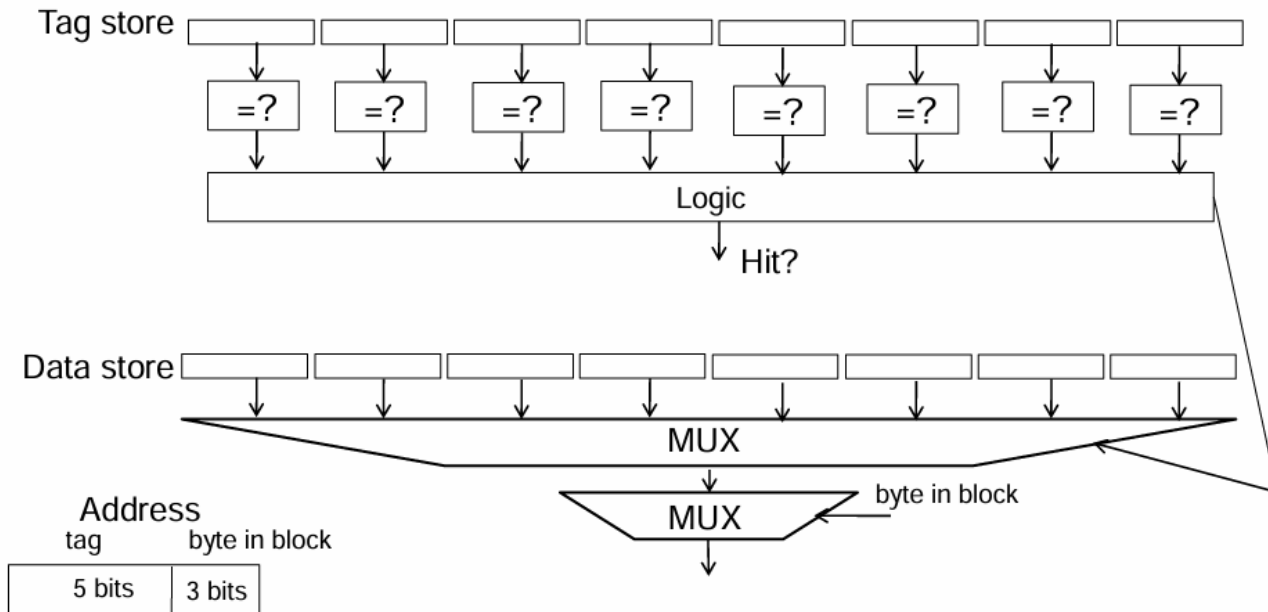 Tag store
=? =? =? =? =? =? =? =?
Logic
Hit?
Data store
MUX
MUX
byte in block
Address
tag byte in block
5 bits 3 bits